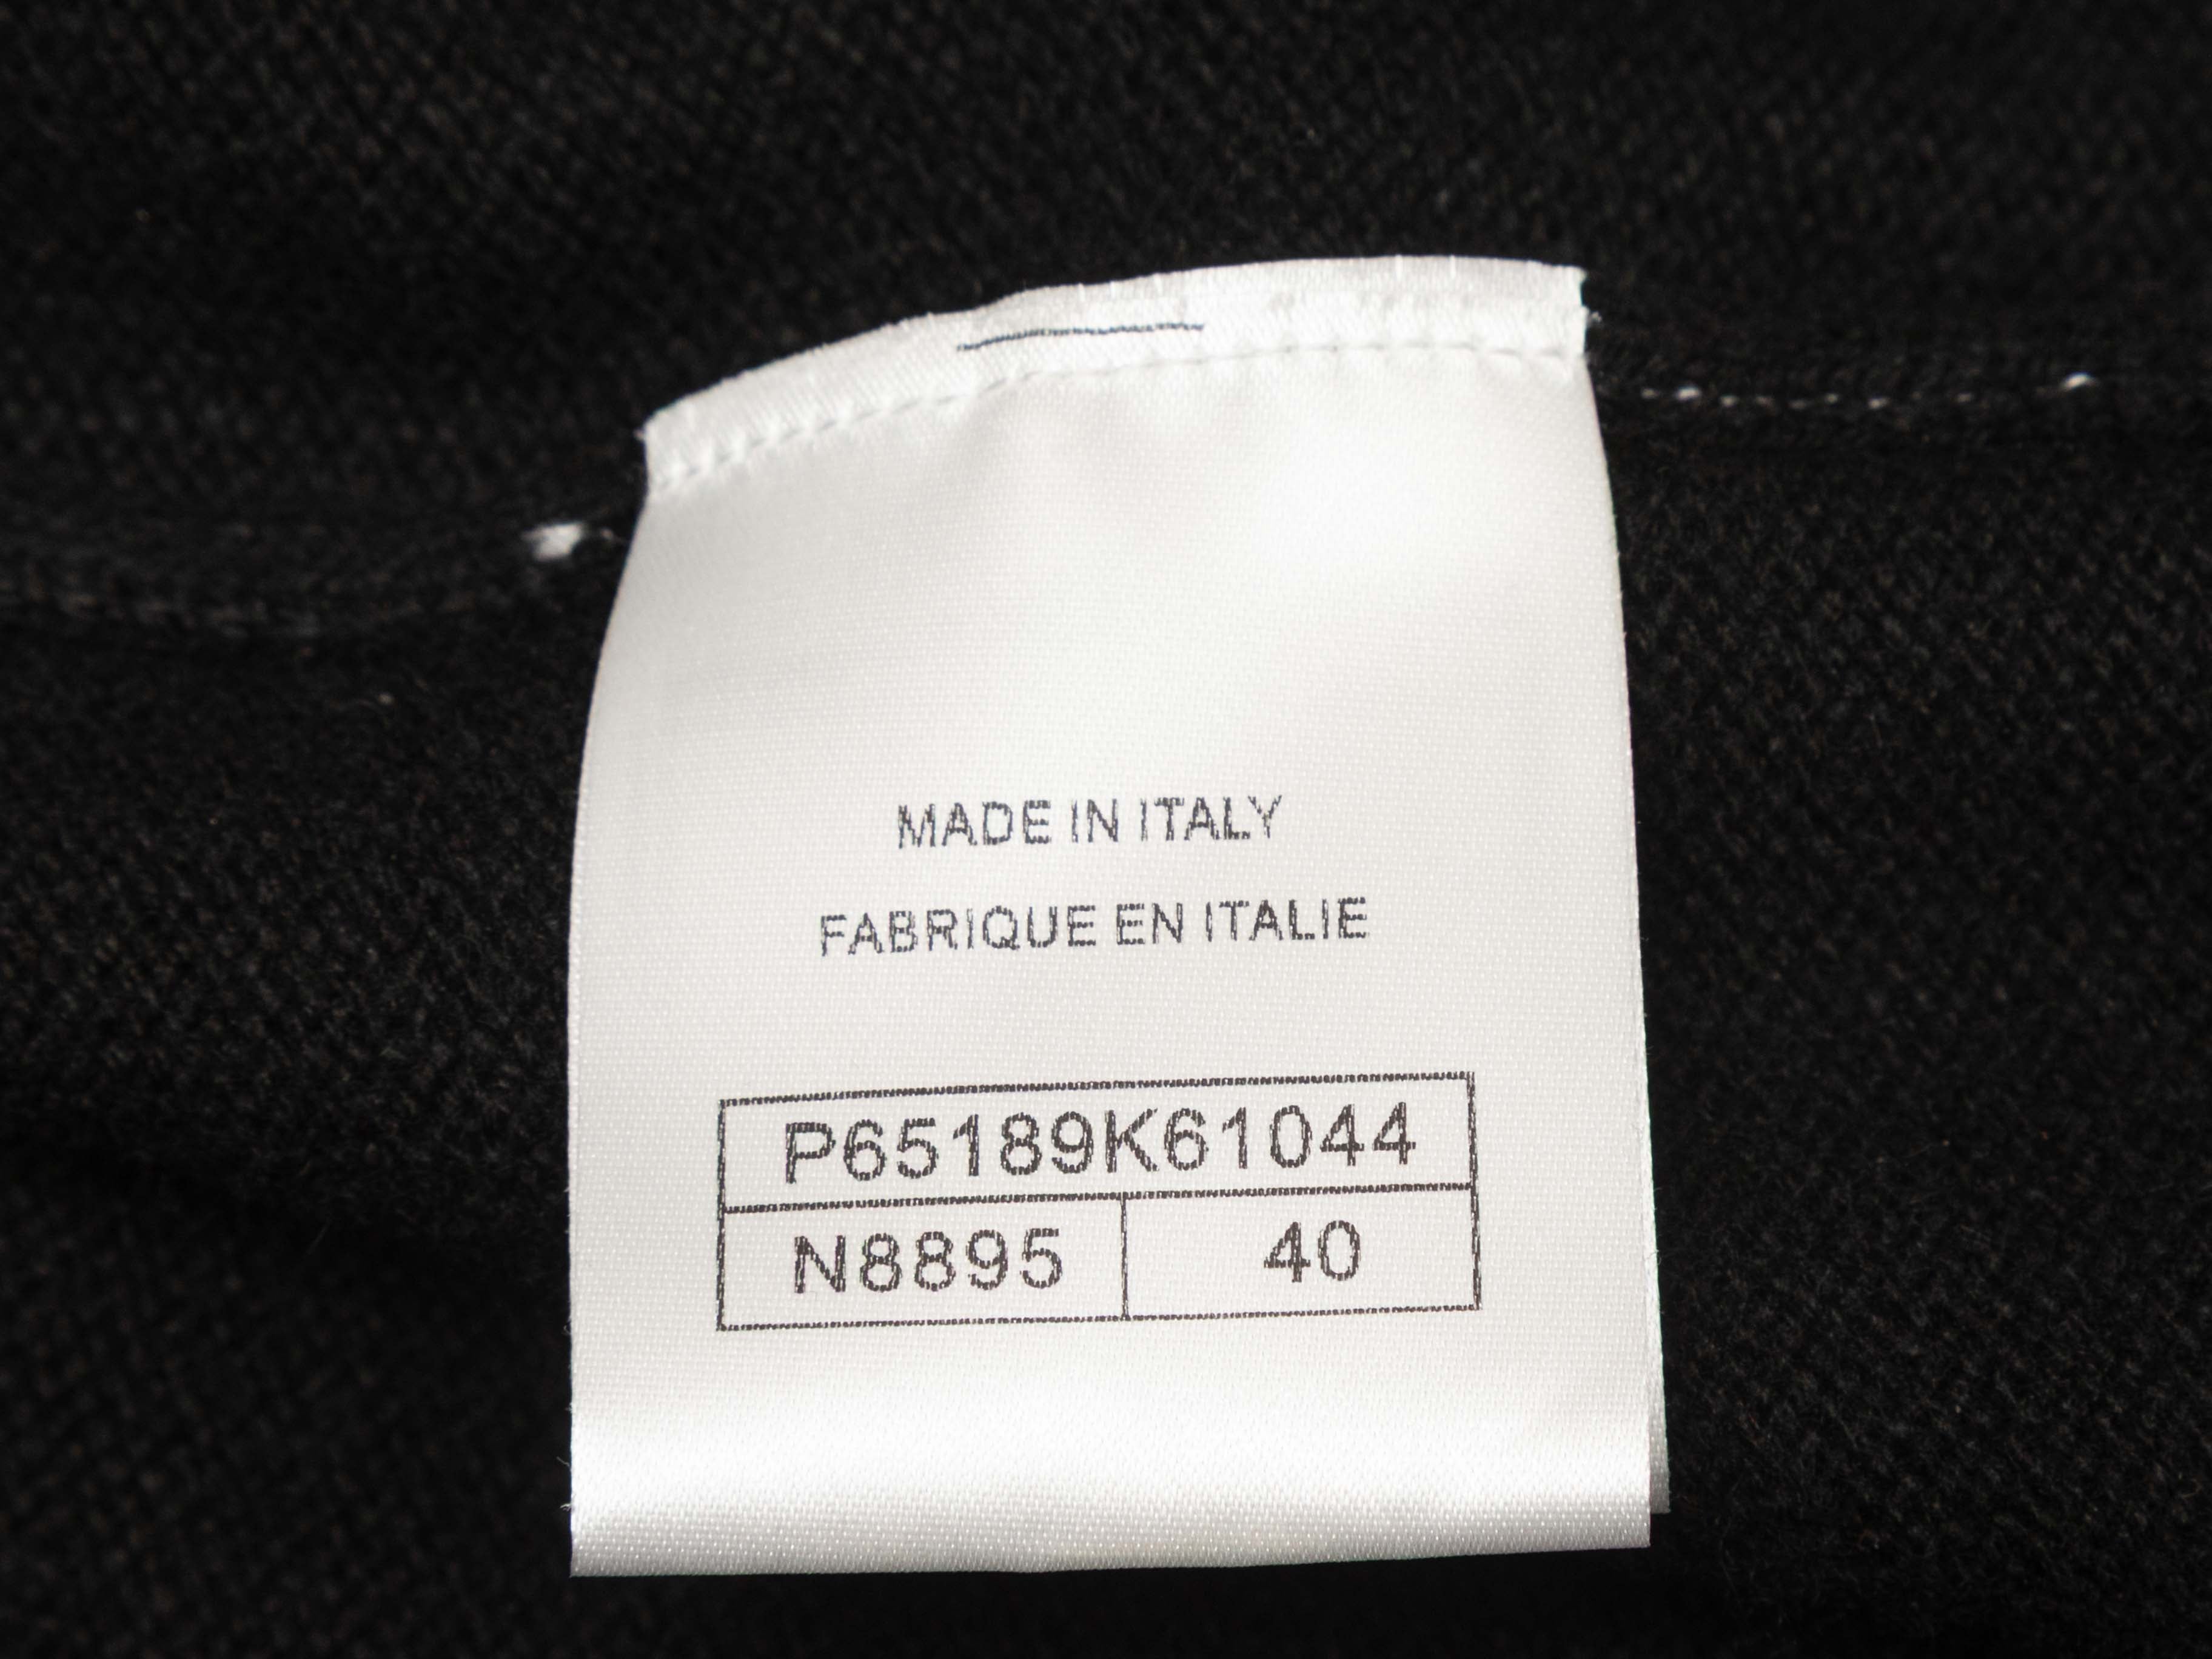 MADE IN ITALY
FABRIQUE EN ITALIE
P65189K61044
N8895 40